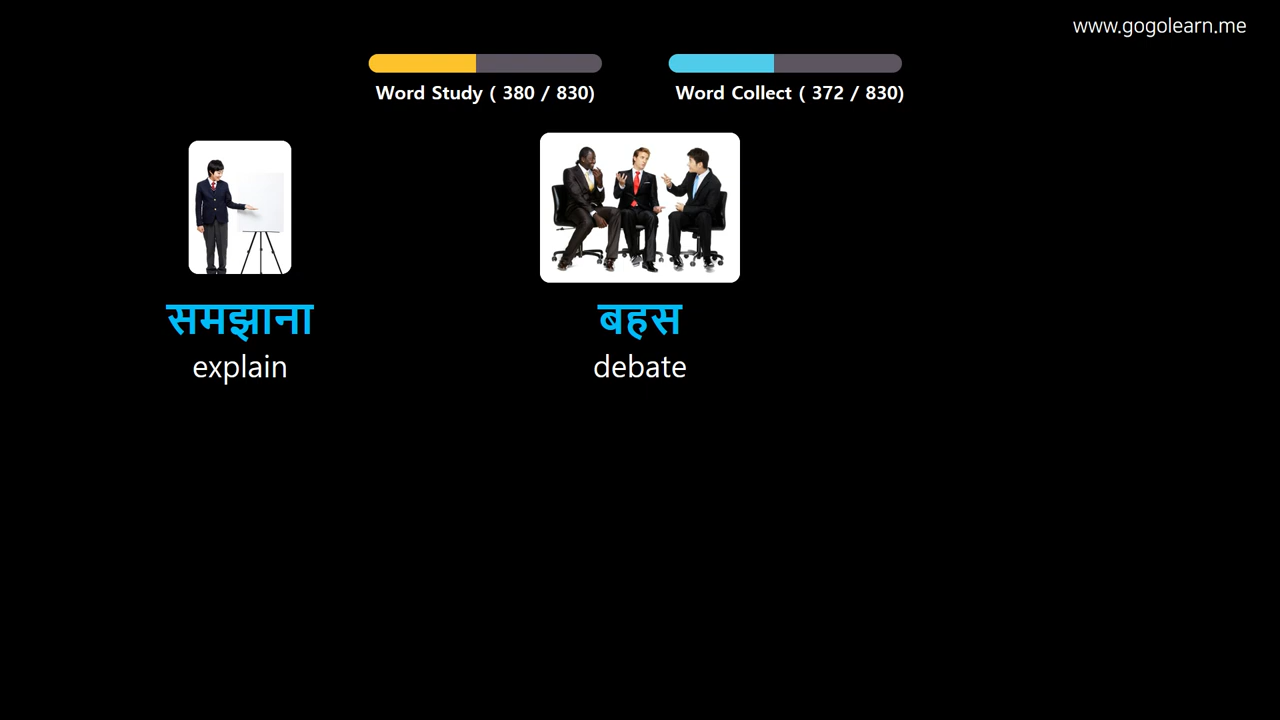 www.gogolearn.me
Word Study ( 380 / 830)
Word Collect ( 372 / 830)
समझाना
explain
बहस
debate